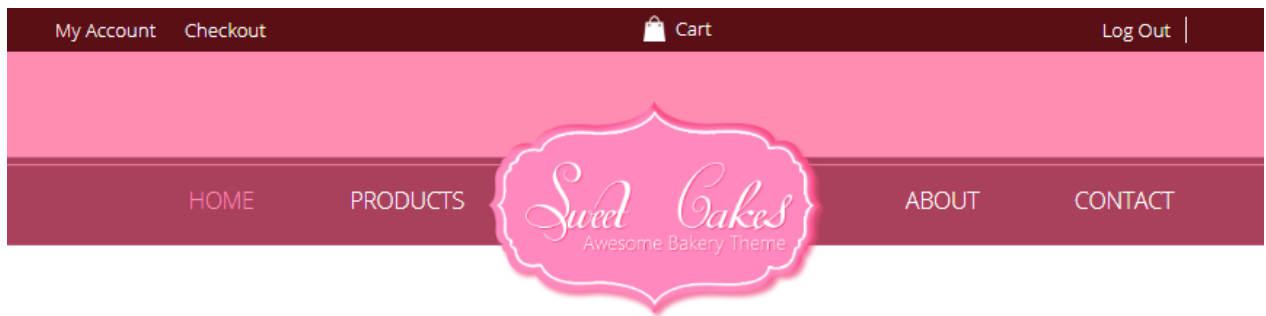 My Account Checkout Cart Log Out
HOME PRODUCTS Sweet Cakes ABOUT CONTACT
Awesome Bakery Theme